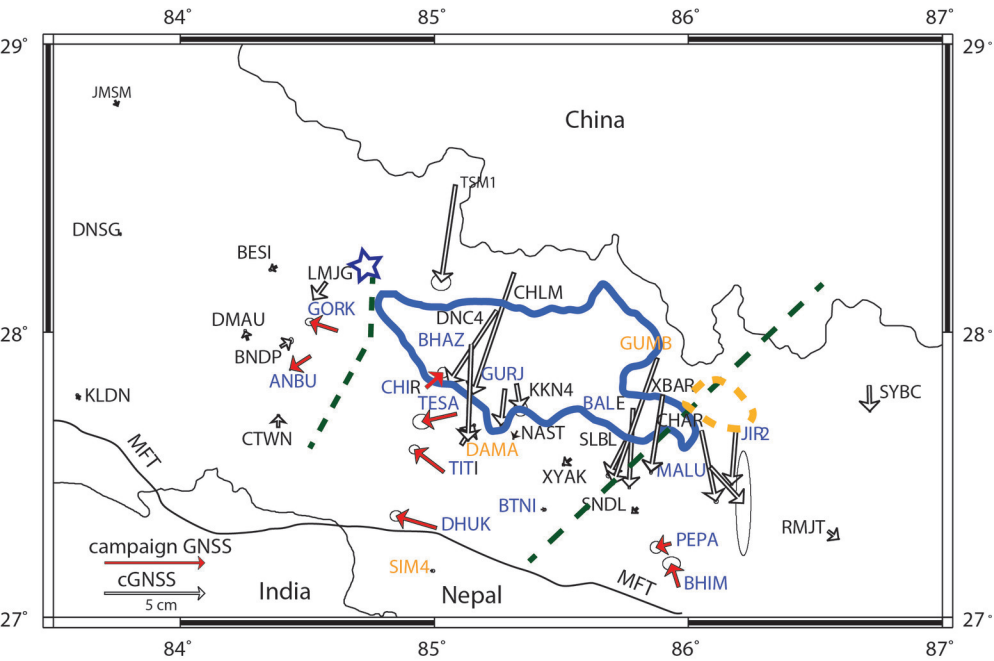 84° 85° 86° 87°
29° 29°
JMSM
China
TSM1
DNSG
BESI
LMJG
CHLM
GORK
DNC4
DMAU
28° 28°
BHAZ
GUMB
BNDP
ANBU
CHIR
GURJ
KKN4
XBAR
SYBC
KLDN
TESA
BALE
CHAR
CTWN
NAST
SLBL
JIR2
MFT
DAMA
TITI
XYAK
MALU
BTNI
SNDL
DHUK
RMJT
campaign GNSS
PEPA
SIM4
cGNSS
MFT
BHIM
5 cm
India
Nepal
27° 27°
84° 85° 86° 87°